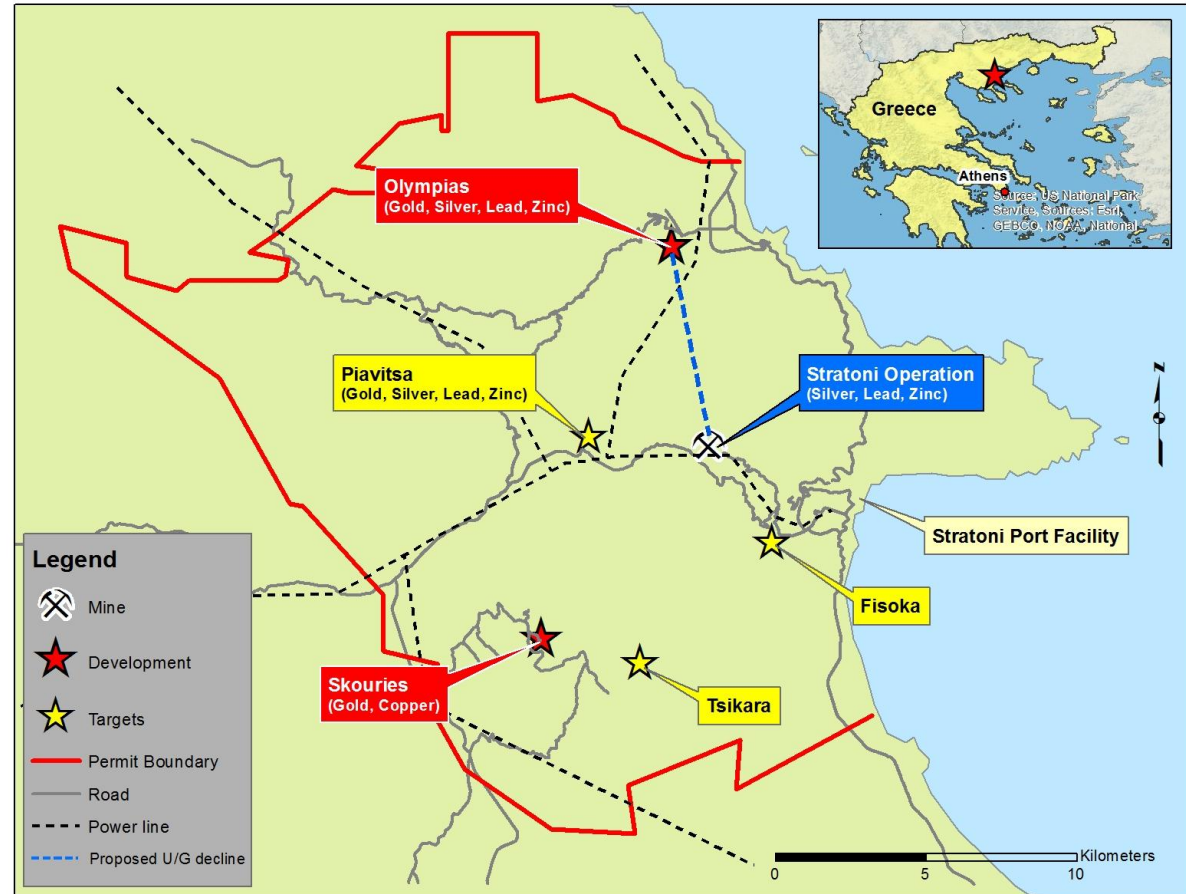 Olympias
(Gold, Silver, Lead, Zinc)
Greece
Athens
Source: US National Park
Service, Sources: Esri,
GEBCO, NOAA, National
Piavitsa
(Gold, Silver, Lead, Zinc)
Stratoni Operation
(Silver, Lead, Zinc)
N
Stratoni Port Facility
Fisoka
Skouries
(Gold, Copper)
Tsikara
Legend
Mine
Development
Targets
Permit Boundary
Road
Power line
Proposed U/G decline
Kilometers
0 5 10